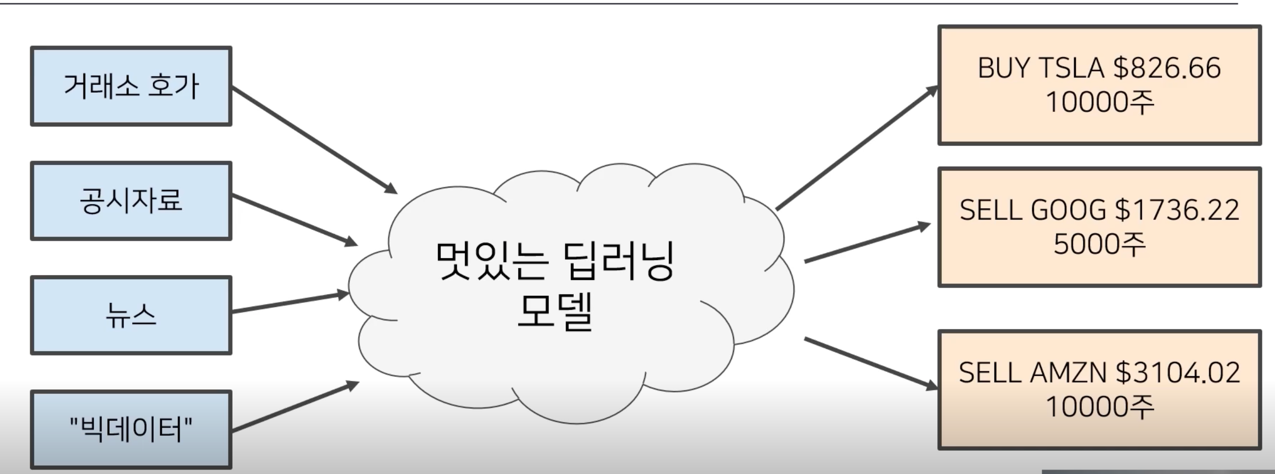 거래소 호가
공시자료
뉴스
"빅데이터"
멋있는 딥러닝
모델
BUY TSLA $826.66
10000주
SELL GOOG $1736.22
5000주
SELL AMZN $3104.02
10000주